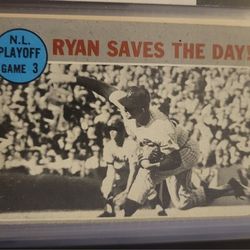 N.L.
PLAYOFF
GAME 3
RYAN SAVES THE DAY!